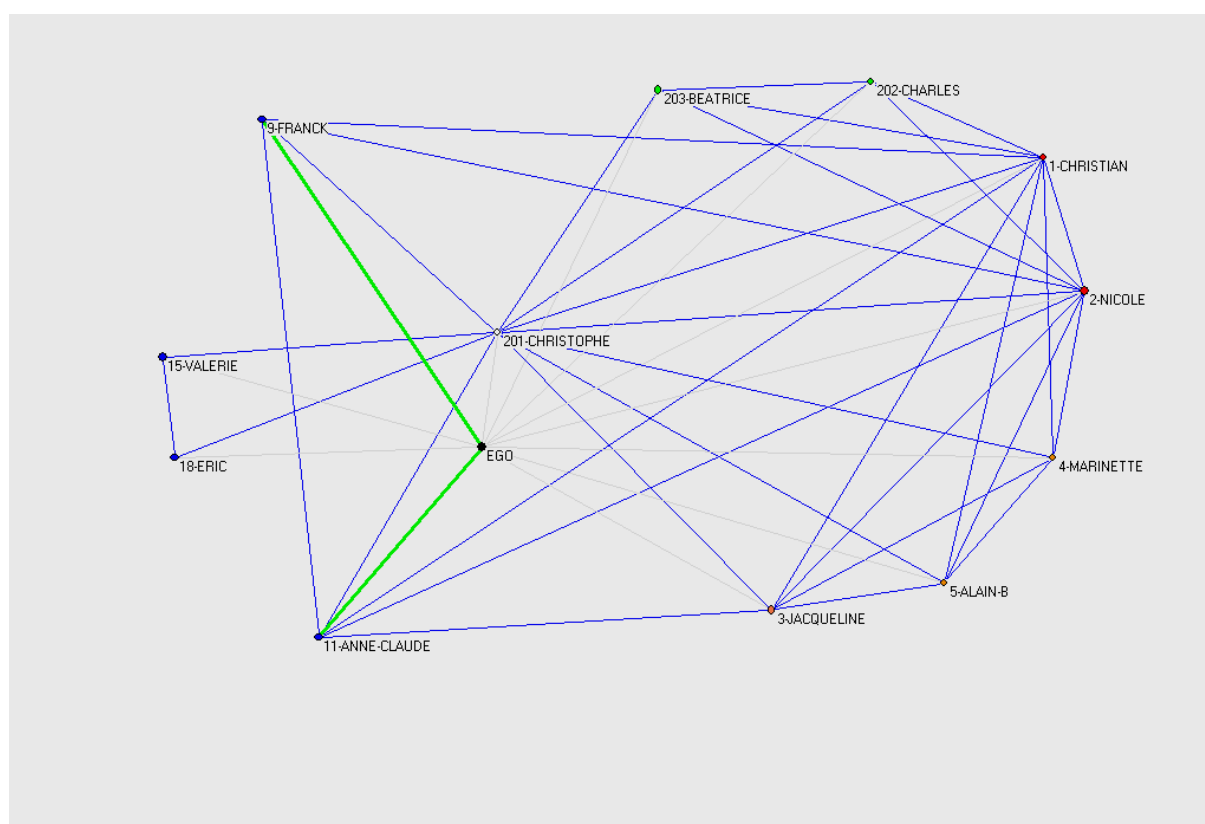 202-CHARLES
203-BEATRICE
9-FRANCK
1-CHRISTIAN
2-NICOLE
201-CHRISTOPHE
15-VALERIE
EGO
18-ERIC
4-MARINETTE
5-ALAIN-B
3-JACQUELINE
11-ANNE-CLAUDE